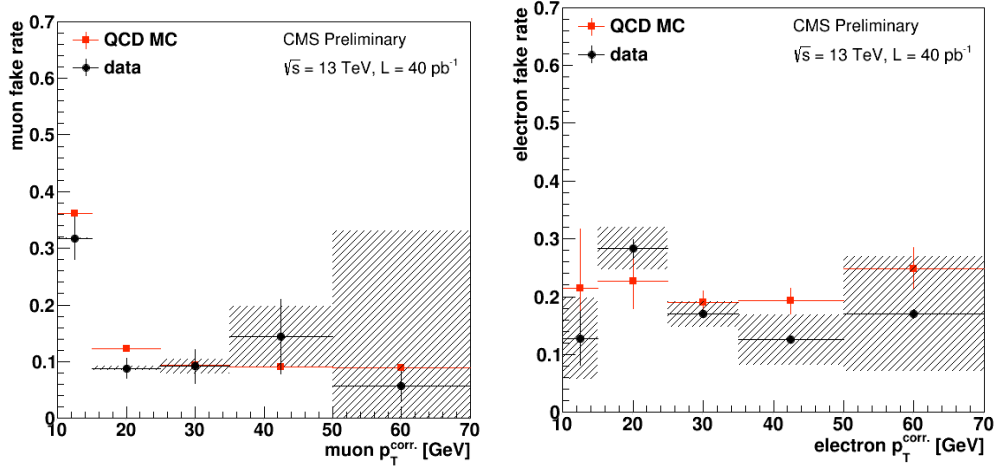 muon fake rate
0.7
0.6
0.5
0.4
0.3
0.2
0.1
0
QCD MC
data
CMS Preliminary
√s = 13 TeV, L = 40 pb⁻¹
10 20 30 40 50 60 70
muon p_T^corr. [GeV]
electron fake rate
0.7
0.6
0.5
0.4
0.3
0.2
0.1
0
QCD MC
data
CMS Preliminary
√s = 13 TeV, L = 40 pb⁻¹
10 20 30 40 50 60 70
electron p_T^corr. [GeV]